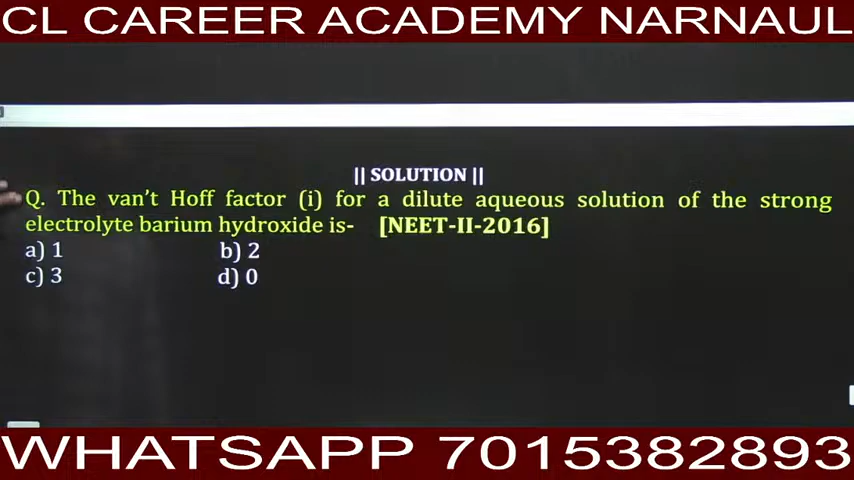 CL CAREER ACADEMY NARNAUL
|| SOLUTION ||
Q. The van't Hoff factor (i) for a dilute aqueous solution of the strong
electrolyte barium hydroxide is- [NEET-II-2016]
a) 1 b) 2
c) 3 d) 0
WHATSAPP 7015382893